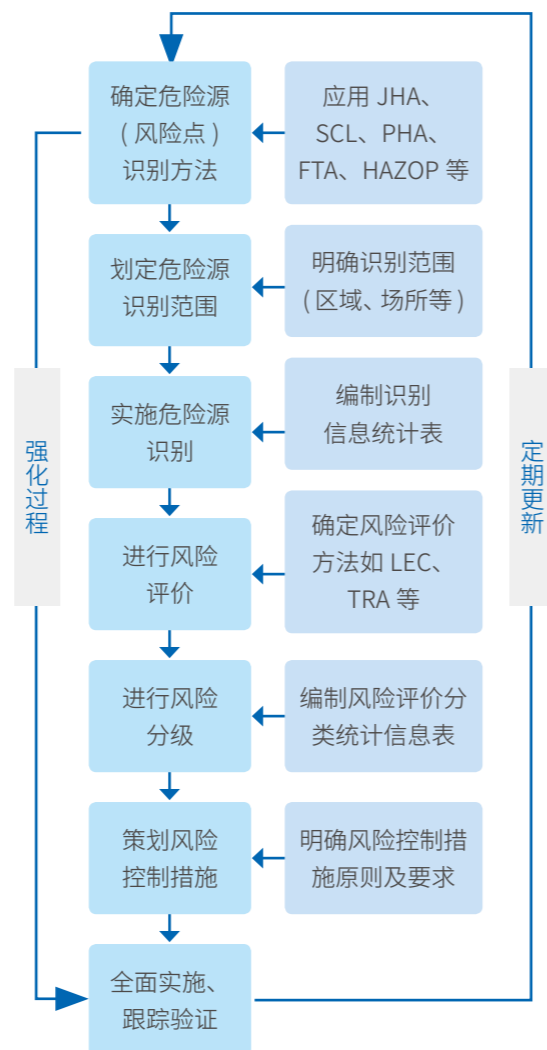 确定危险源
(风险点)
识别方法
应用 JHA、
SCL、PHA、
FTA、HAZOP 等
划定危险源
识别范围
明确识别范围
(区域、场所等)
实施危险源
识别
编制识别
信息统计表
强化过程
定期更新
进行风险
评价
确定风险评价
方法如 LEC、
TRA 等
进行风险
分级
编制风险评价分
类统计信息表
策划风险
控制措施
明确风险控制措
施原则及要求
全面实施、
跟踪验证